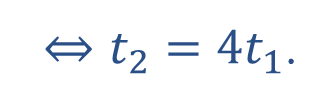 ⇔ t₂ = 4t₁.